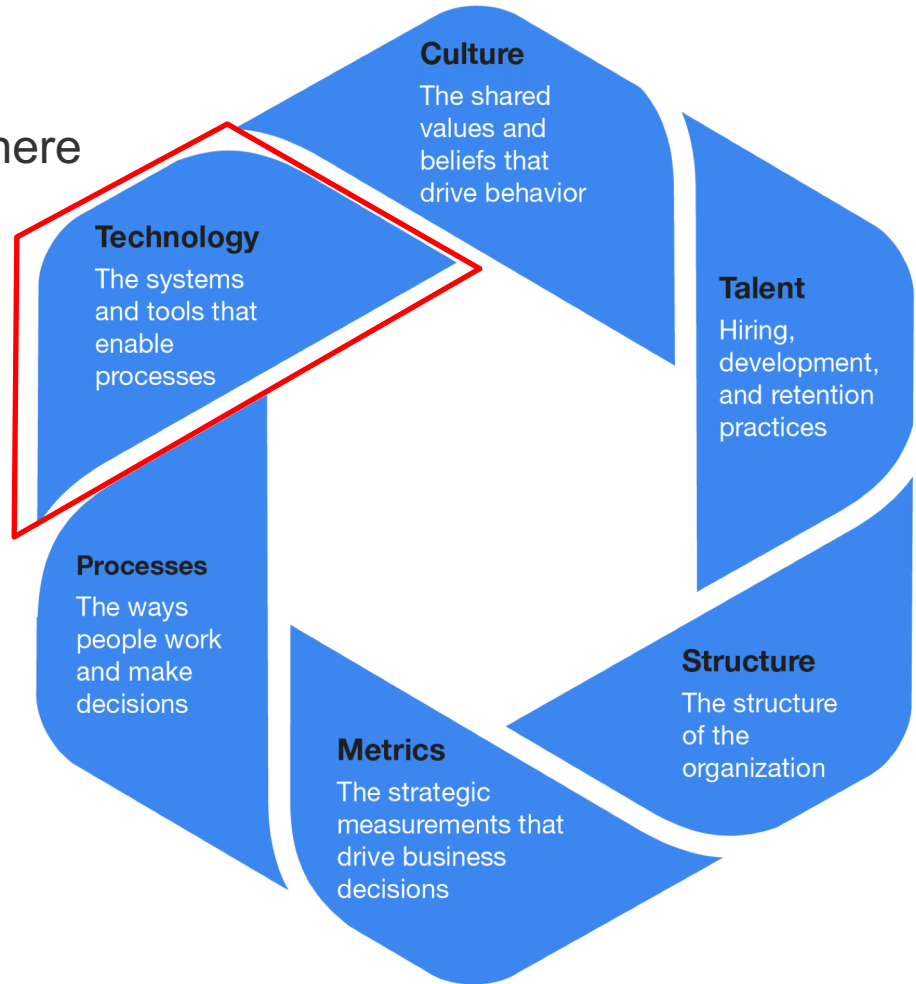 Culture
The shared
values and
beliefs that
drive behavior
Technology
The systems
and tools that
enable
processes
Talent
Hiring,
development,
and retention
practices
Processes
The ways
people work
and make
decisions
Structure
The structure
of the
organization
Metrics
The strategic
measurements that
drive business
decisions